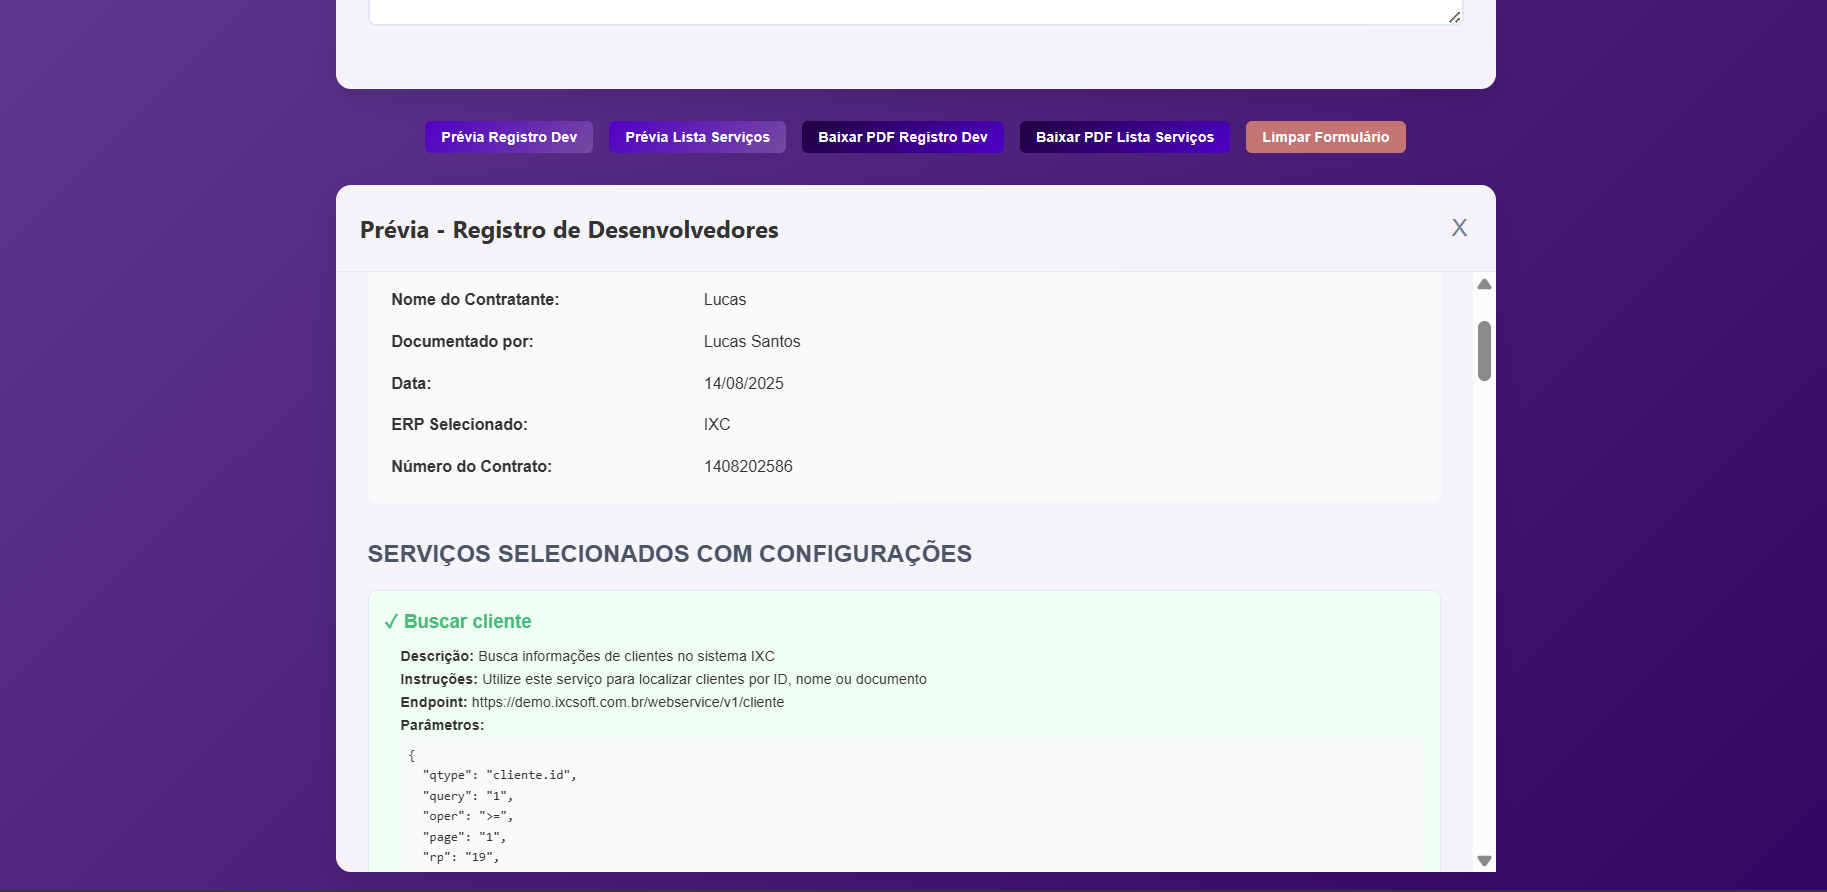 Prévia Registro Dev
Prévia Lista Serviços
Baixar PDF Registro Dev
Baixar PDF Lista Serviços
Limpar Formulário
Prévia - Registro de Desenvolvedores
X
Nome do Contratante: Lucas
Documentado por: Lucas Santos
Data: 14/08/2025
ERP Selecionado: IXC
Número do Contrato: 1408202586
SERVIÇOS SELECIONADOS COM CONFIGURAÇÕES
✓ Buscar cliente
Descrição: Busca informações de clientes no sistema IXC
Instruções: Utilize este serviço para localizar clientes por ID, nome ou documento
Endpoint: https://demo.ixcsoft.com.br/webservice/v1/cliente
Parâmetros:
{
"qtype": "cliente.id",
"query": "1",
"oper": ">=",
"page": "1",
"rp": "19",